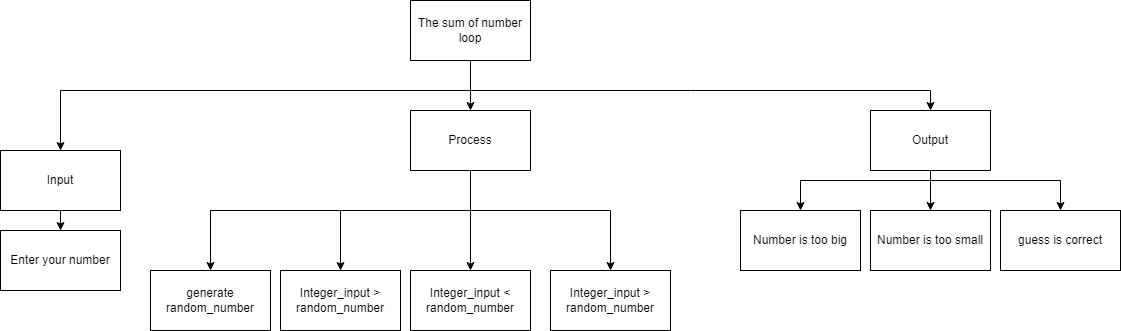 The sum of number
loop
Process
Output
Input
Number is too big
Number is too small
guess is correct
Enter your number
generate
random_number
Integer_input >
random_number
Integer_input <
random_number
Integer_input >
random_number